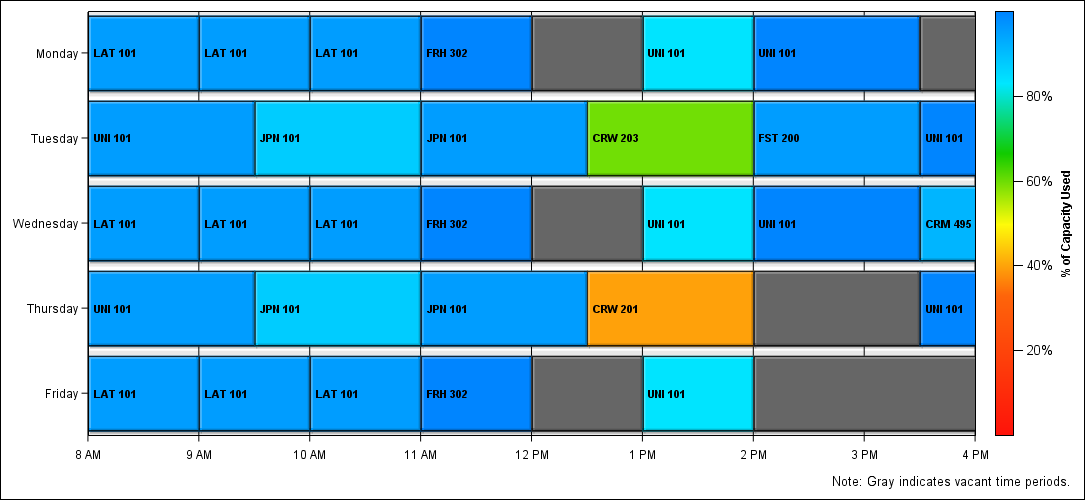 Monday
LAT 101
LAT 101
LAT 101
FRH 302
UNI 101
UNI 101
Tuesday
UNI 101
JPN 101
JPN 101
CRW 203
FST 200
UNI 101
Wednesday
LAT 101
LAT 101
LAT 101
FRH 302
UNI 101
UNI 101
CRM 495
Thursday
UNI 101
JPN 101
JPN 101
CRW 201
UNI 101
Friday
LAT 101
LAT 101
LAT 101
FRH 302
UNI 101
8 AM
9 AM
10 AM
11 AM
12 PM
1 PM
2 PM
3 PM
4 PM
80%
60%
40%
20%
% of Capacity Used
Note: Gray indicates vacant time periods.